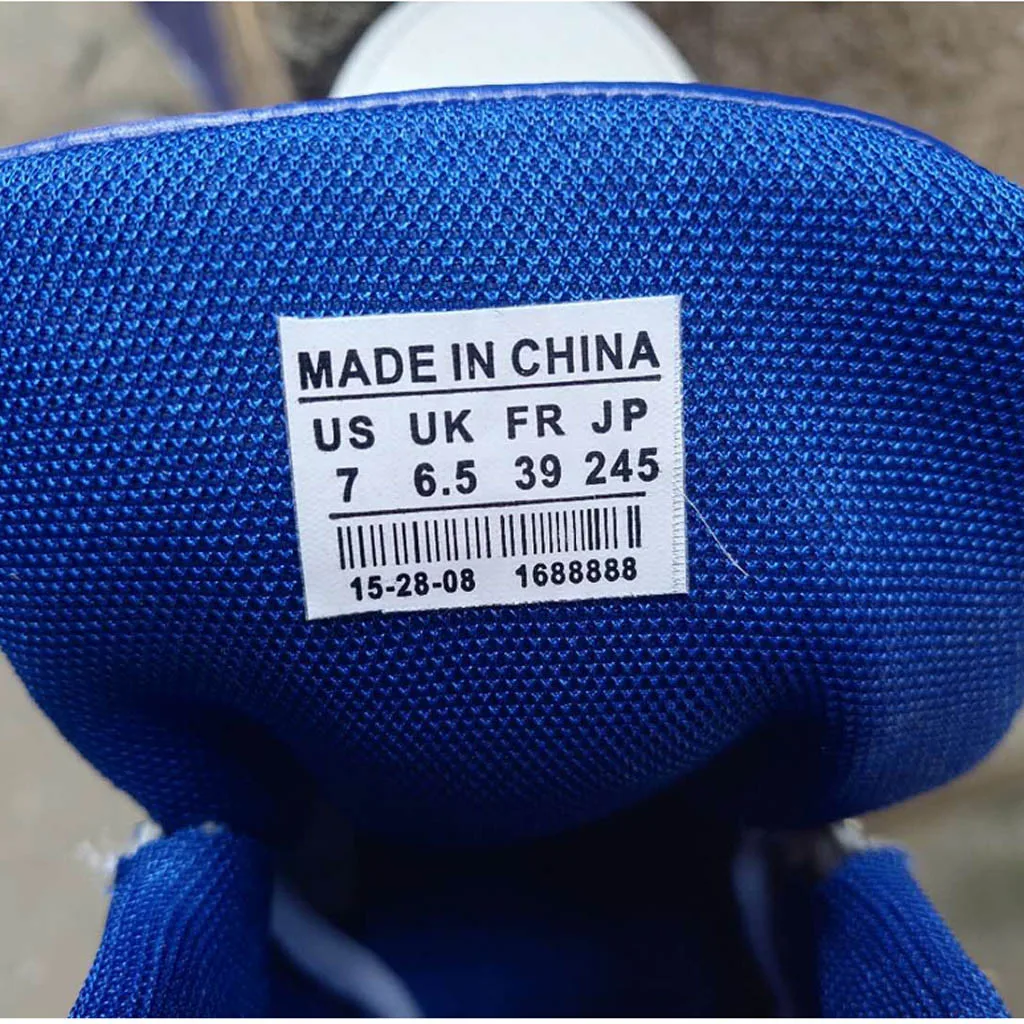 MADE IN CHINA
US UK FR JP
7 6.5 39 245
15-28-08 1688888